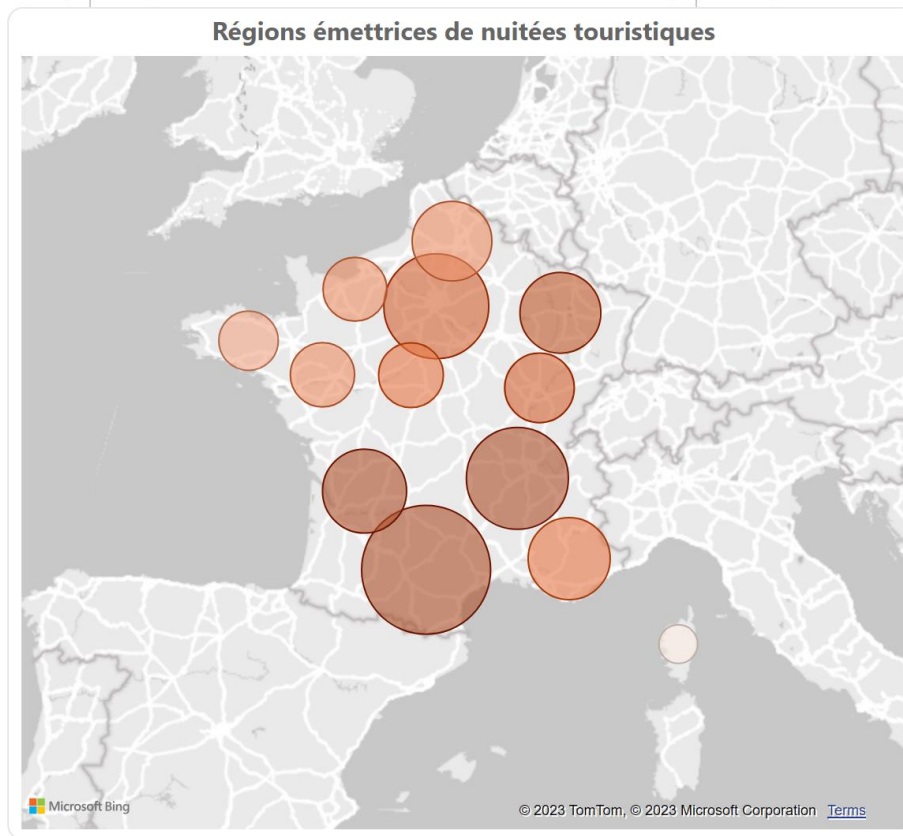 Régions émettrices de nuitées touristiques
Microsoft Bing
© 2023 TomTom, © 2023 Microsoft Corporation Terms